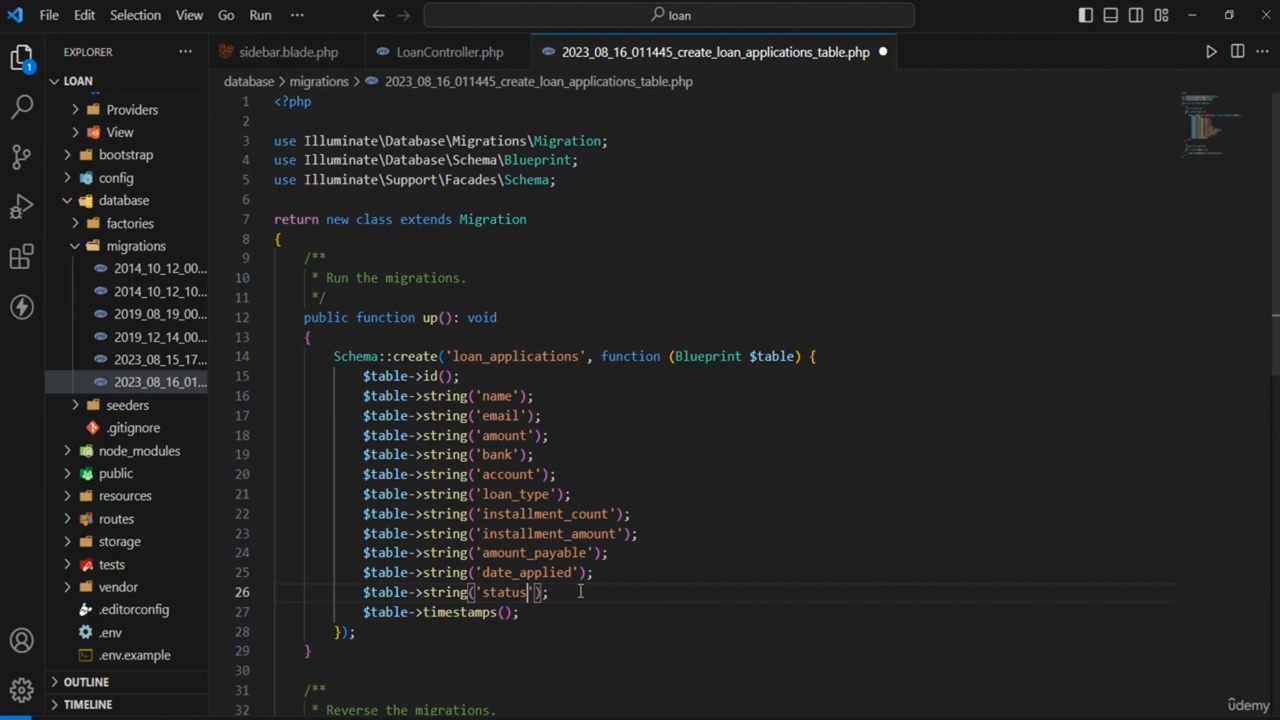 File Edit Selection View Go Run ··· loan
EXPLORER ···
sidebar.blade.php LoanController.php 2023_08_16_011445_create_loan_applications_table.php
1
LOAN
Providers
View
bootstrap
config
database
factories
migrations
2014_10_12_00...
2014_10_12_10...
2019_08_19_00...
2019_12_14_00...
2023_08_15_17...
2023_08_16_01...
seeders
.gitignore
node_modules
public
resources
routes
storage
tests
vendor
.editorconfig
.env
.env.example
OUTLINE
TIMELINE
database > migrations > 2023_08_16_011445_create_loan_applications_table.php
1 <?php
2
3 use Illuminate\Database\Migrations\Migration;
4 use Illuminate\Database\Schema\Blueprint;
5 use Illuminate\Support\Facades\Schema;
6
7 return new class extends Migration
8 {
9 /**
10 * Run the migrations.
11 */
12 public function up(): void
13 {
14 Schema::create('loan_applications', function (Blueprint $table) {
15 $table->id();
16 $table->string('name');
17 $table->string('email');
18 $table->string('amount');
19 $table->string('bank');
20 $table->string('account');
21 $table->string('loan_type');
22 $table->string('installment_count');
23 $table->string('installment_amount');
24 $table->string('amount_payable');
25 $table->string('date_applied');
26 $table->string('status');
27 $table->timestamps();
28 });
29 }
30
31 /**
32 * Reverse the migrations.
ûdemy